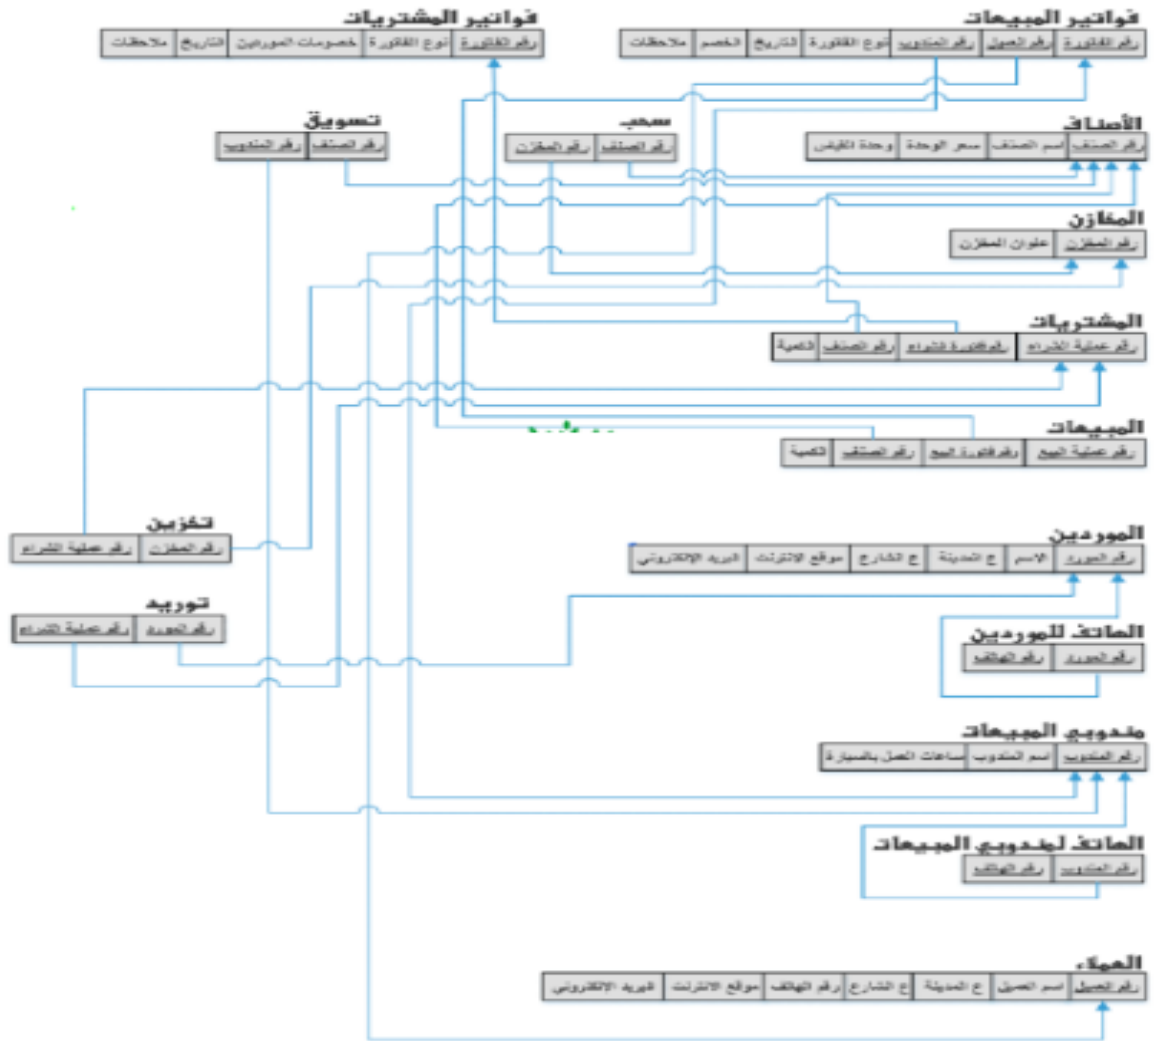 فواتير المبيعات
رقم الفاتورة رقم العميل رقم المندوب نوع الفاتورة التاريخ الخصم ملاحظات
فواتير المشتريات
رقم الفاتورة نوع الفاتورة خصومات الموردين التاريخ ملاحظات
الأصناف
رقم الصنف اسم الصنف سعر الوحدة وحدة القياس
سحب
رقم الصنف رقم المخزن
تسويق
رقم الصنف رقم المندوب
المخازن
رقم المخزن عنوان المخزن
المشتريات
رقم عملية الشراء رقم فاتورة الشراء رقم الصنف الكمية
المبيعات
رقم عملية البيع رقم فاتورة البيع رقم الصنف الكمية
تخزين
رقم المخزن رقم عملية الشراء
الموردين
رقم المورد الاسم ع المدينة ع الشارع موقع الانترنت البريد الإلكتروني
توريد
رقم المورد رقم عملية الشراء
الهاتف للموردين
رقم المورد رقم الهاتف
مندوبي المبيعات
رقم المندوب اسم المندوب ساعات العمل بالسيارة
الهاتف لمندوبي المبيعات
رقم المندوب رقم الهاتف
العملاء
رقم العميل اسم العميل ع المدينة ع الشارع رقم الهاتف موقع الانترنت البريد الإلكتروني